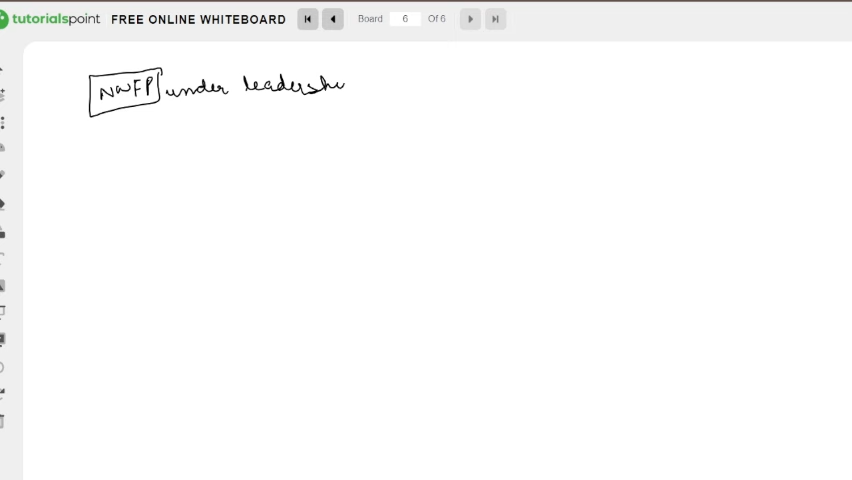 tutorialspoint FREE ONLINE WHITEBOARD Board 6 Of 6
NWFP under leadershi